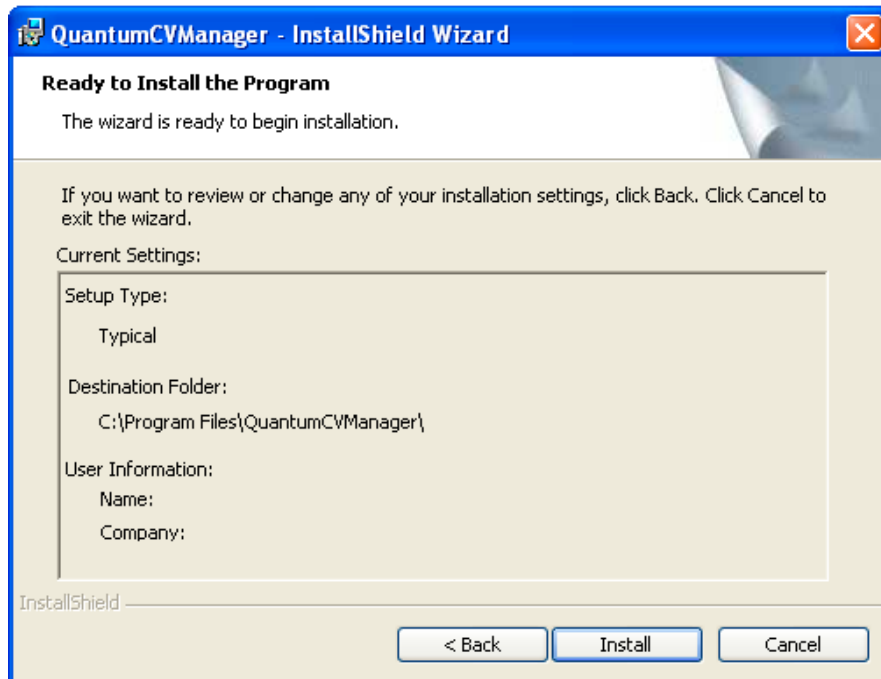 QuantumCVManager - InstallShield Wizard
Ready to Install the Program
The wizard is ready to begin installation.
If you want to review or change any of your installation settings, click Back. Click Cancel to
exit the wizard.
Current Settings:
Setup Type:
Typical
Destination Folder:
C:\Program Files\QuantumCVManager\
User Information:
Name:
Company:
InstallShield
< Back
Install
Cancel